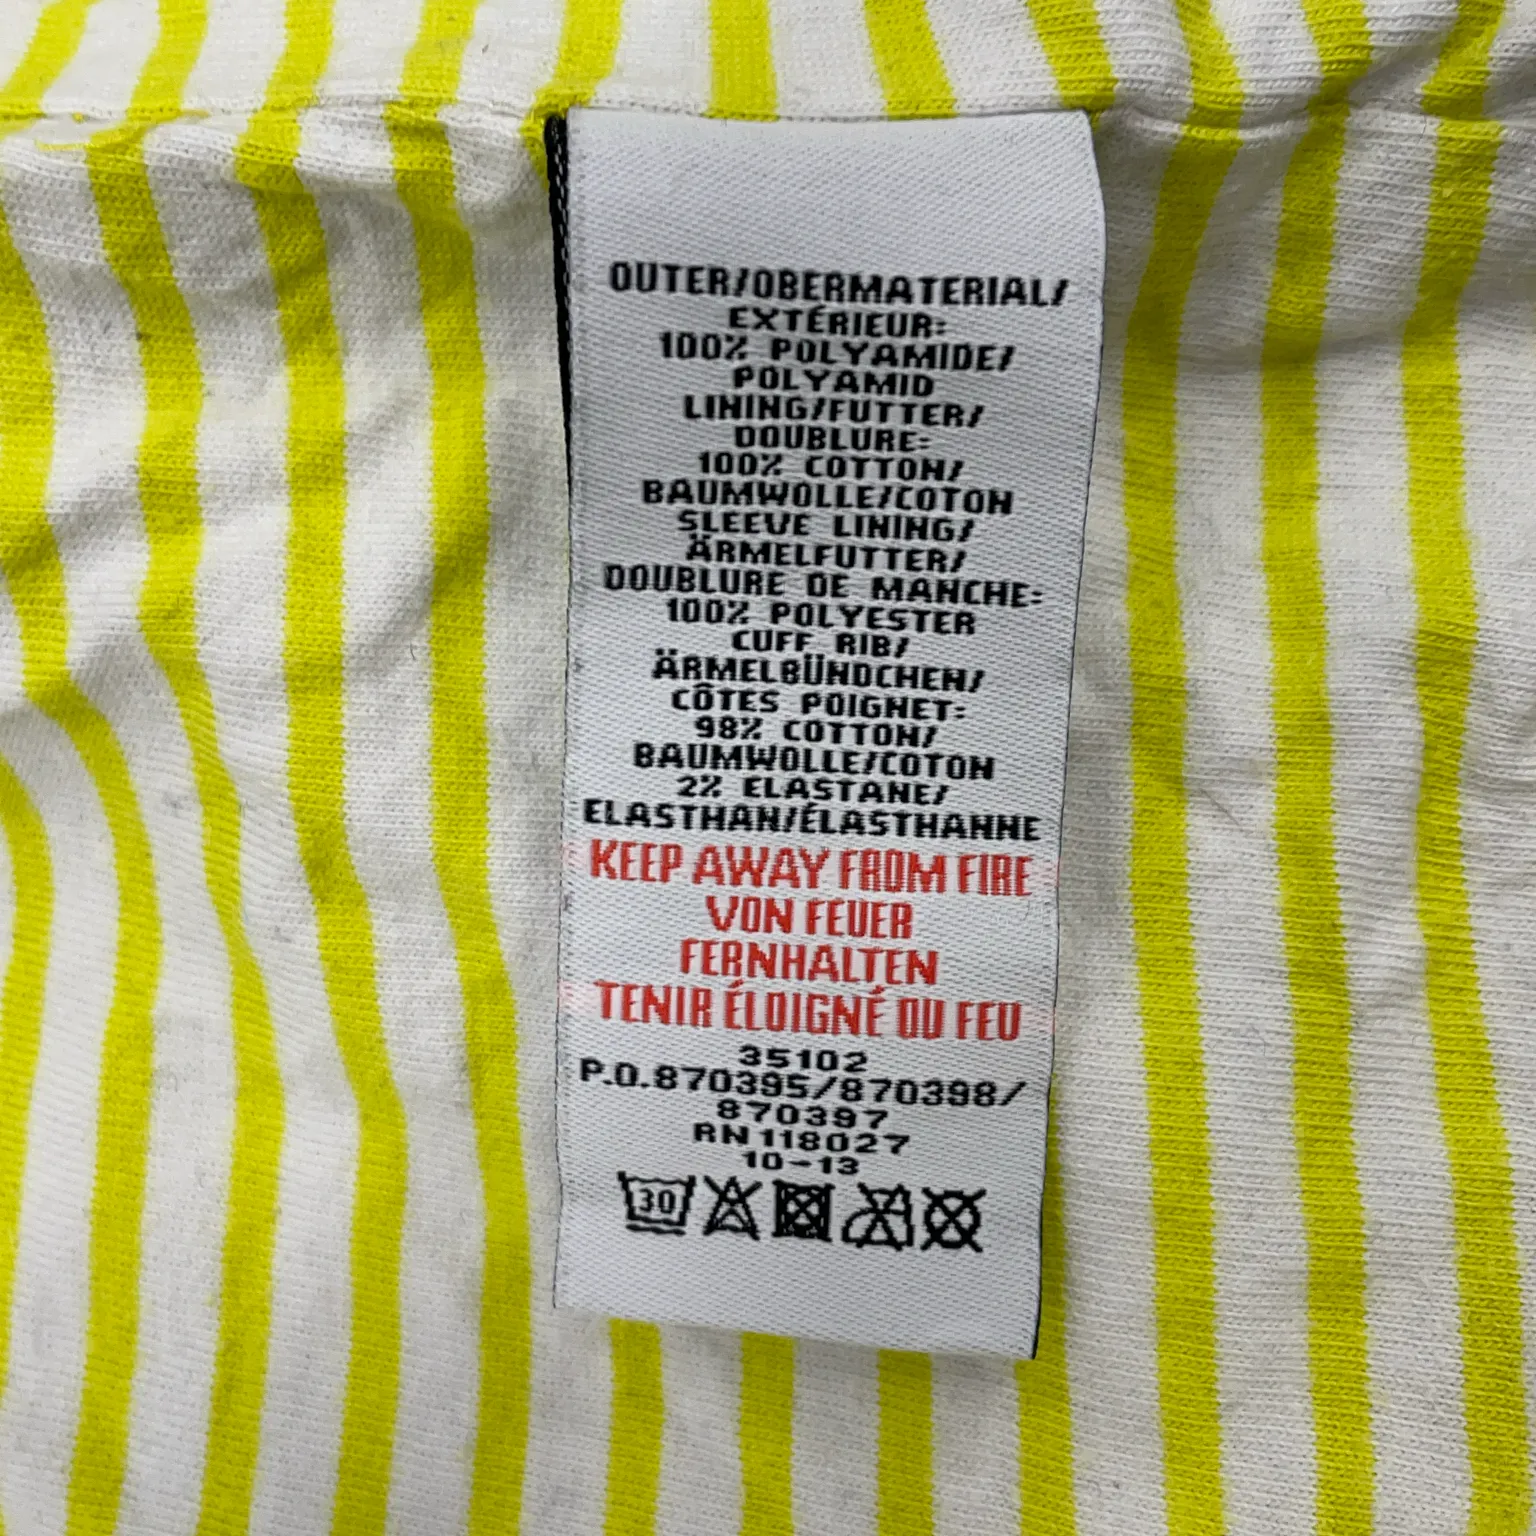 OUTER/OBERMATERIAL/
EXTÉRIEUR:
100% POLYAMIDE/
POLYAMID
LINING/FUTTER/
DOUBLURE:
100% COTTON/
BAUMWOLLE/COTON
SLEEVE LINING/
ÄRMELFUTTER/
DOUBLURE DE MANCHE:
100% POLYESTER
CUFF RIB/
ÄRMELBÜNDCHEN/
CÔTES POIGNET:
98% COTTON/
BAUMWOLLE/COTON
2% ELASTANE/
ELASTHAN/ÉLASTHANNE
KEEP AWAY FROM FIRE
VON FEUER
FERNHALTEN
TENIR ÉLOIGNÉ DU FEU
35102
P.O.870395/870398/
870397
RN 118027
10-13
30